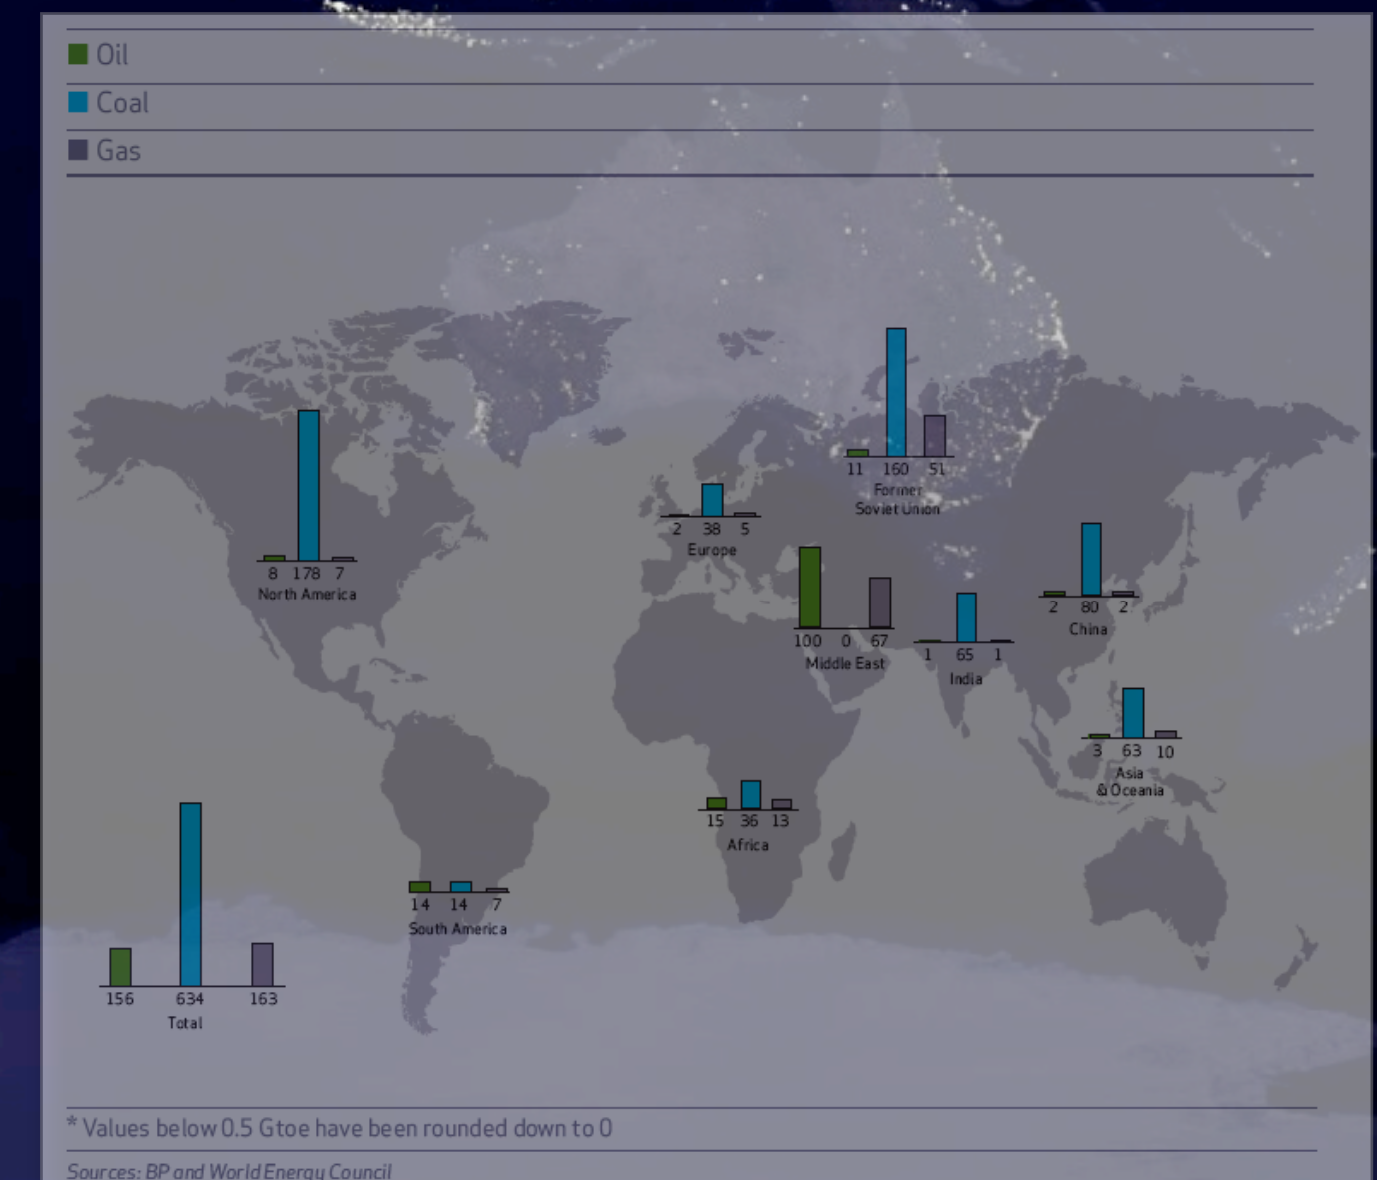 Oil
Coal
Gas
11 160 51
Former
Soviet Union
2 38 5
Europe
8 178 7
North America
2 80 2
China
100 0 67
Middle East
1 65 1
India
3 63 10
Asia
& Oceania
15 36 13
Africa
14 14 7
South America
156 634 163
Total
* Values below 0.5 Gtoe have been rounded down to 0
Sources: BP and World Energy Council